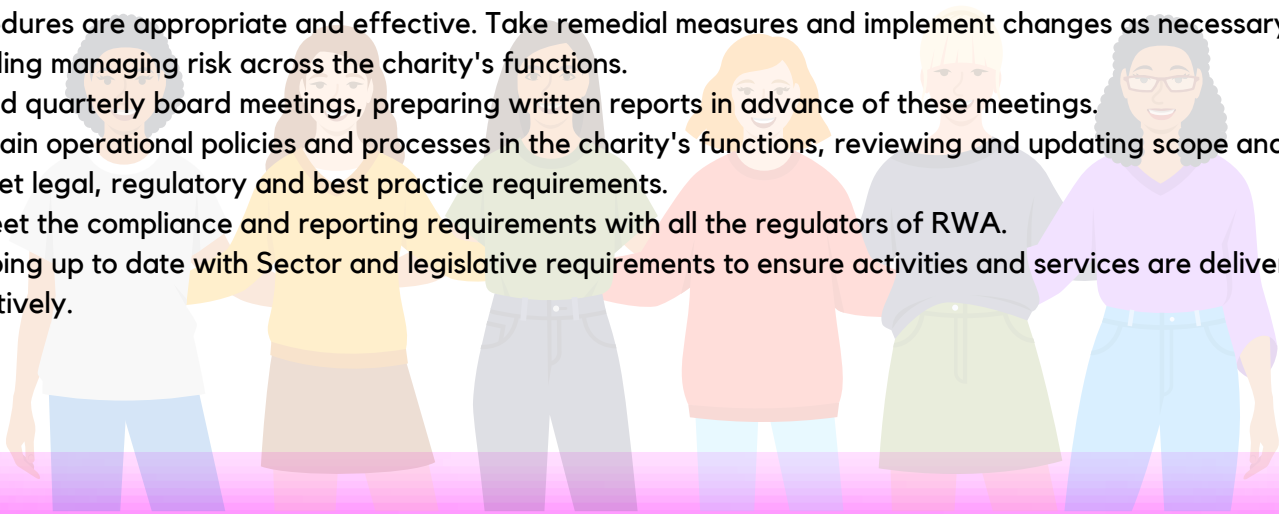 dures are appropriate and effective. Take remedial measures and implement changes as necessary
ling managing risk across the charity's functions.
d quarterly board meetings, preparing written reports in advance of these meetings.
ain operational policies and processes in the charity's functions, reviewing and updating scope and
et legal, regulatory and best practice requirements.
eet the compliance and reporting requirements with all the regulators of RWA.
ing up to date with Sector and legislative requirements to ensure activities and services are deliver
tively.